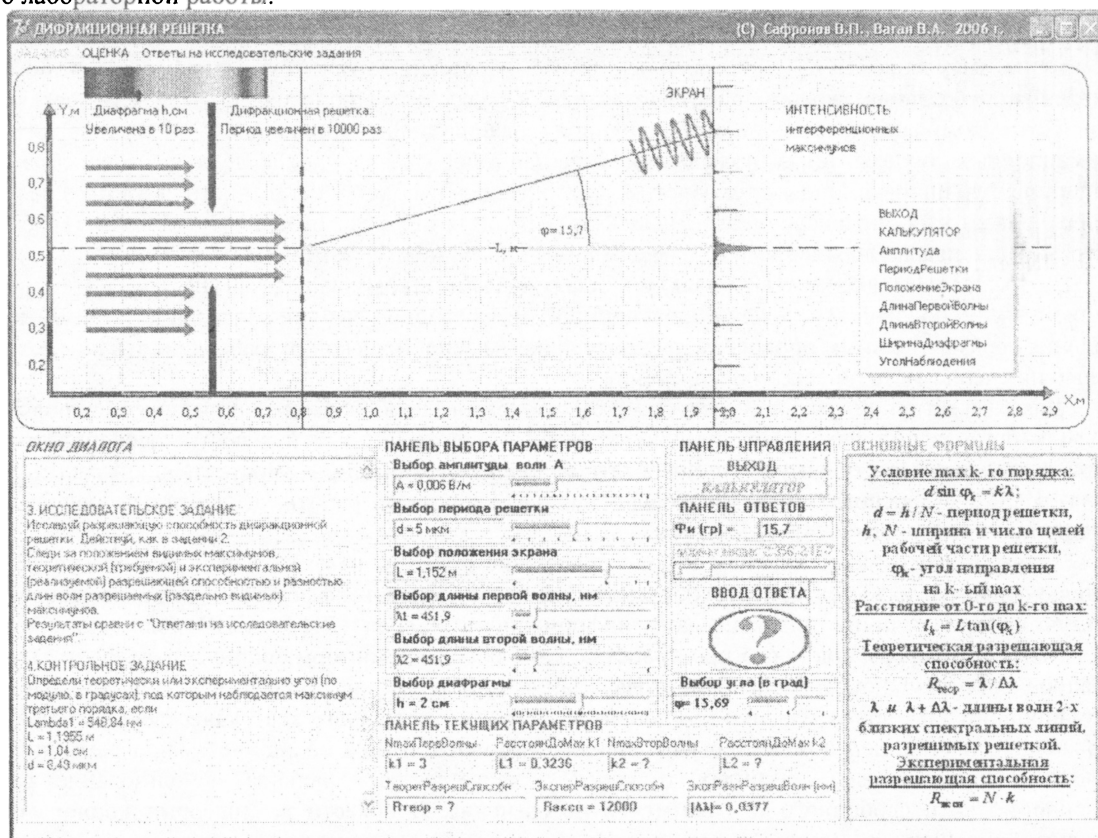 лабораторной работы.
ДИФРАКЦИОННАЯ РЕШЕТКА
(C) Сафронов В.П., Ваган В.А. 2006 г.
ЗАДАНИЯ ОЦЕНКА Ответы на исследовательские задания
Y,м
Диафрагма h,см
Увеличена в 10 раз
Дифракционная решетка.
Период увеличен в 10000 раз
ЭКРАН
ИНТЕНСИВНОСТЬ
интерференционных
максимумов
0,8
0,7
0,6
0,5
0,4
0,3
0,2
φ= 15,7
L, м
ВЫХОД
КАЛЬКУЛЯТОР
Амплитуда
ПериодРешетки
ПоложениеЭкрана
ДлинаПервойВолны
ДлинаВторойВолны
ШиринаДиафрагмы
УголНаблюдения
X,м
0,2 0,3 0,4 0,5 0,6 0,7 0,8 0,9 1,0 1,1 1,2 1,3 1,4 1,5 1,6 1,7 1,8 1,9 2,0 2,1 2,2 2,3 2,4 2,5 2,6 2,7 2,8 2,9
ОКНО ДИАЛОГА
3. ИССЛЕДОВАТЕЛЬСКОЕ ЗАДАНИЕ
Исследуй разрешающую способность дифракционной
решетки. Действуй, как в задании 2.
Следи за положением видимых максимумов,
теоретической (требуемой) и экспериментальной
(реализуемой) разрешающей способностью и разностью
длин волн разрешаемых (раздельно видимых)
максимумов.
Результаты сравни с "Ответами на исследовательские
задания".
4.КОНТРОЛЬНОЕ ЗАДАНИЕ
Определи теоретически или экспериментально угол (по
модулю, в градусах), под которым наблюдается максимум
третьего порядка, если
Lambda1 = 548,84 нм
L = 1,1955 м
h = 1,04 см
d = 8,49 мкм
ПАНЕЛЬ ВЫБОРА ПАРАМЕТРОВ
Выбор амплитуды волн А
A = 0,006 В/м
Выбор периода решетки
d = 5 мкм
Выбор положения экрана
L = 1,152 м
Выбор длины первой волны, нм
λ1 = 451,9
Выбор длины второй волны, нм
λ2 = 451,9
Выбор диафрагмы
h = 2 см
ПАНЕЛЬ УПРАВЛЕНИЯ
ВЫХОД
КАЛЬКУЛЯТОР
ПАНЕЛЬ ОТВЕТОВ
Фи (гр) = 15,7
ВВОД ОТВЕТА
?
Выбор угла (в град)
φ= 15,69
ПАНЕЛЬ ТЕКУЩИХ ПАРАМЕТРОВ
NmaxПервВолны РасстоянДоМах k1 NmaxВторВолны РасстоянДоМах k2
k1 = 3 L1 = 0,3236 k2 = ? L2 = ?
ТеоретРазрешСпособн ЭксперРазрешСпособн ЭкспРазнРазрешВолн (нм)
Rтеор = ? Rэксп = 12000 |Δλ|= 0,0377
ОСНОВНЫЕ ФОРМУЛЫ
Условие max k- го порядка:
d sin φk = kλ;
d = h / N - период решетки,
h, N - ширина и число щелей
рабочей части решетки,
φk - угол направления
на k- ый max
Расстояние от 0-го до k-го max:
lk = L tan(φk)
Теоретическая разрешающая
способность:
Rтеор = λ / Δλ
λ и λ + Δλ - длины волн 2-х
близких спектральных линий,
разрешимых решеткой.
Экспериментальная
разрешающая способность:
Rэксп = N · k